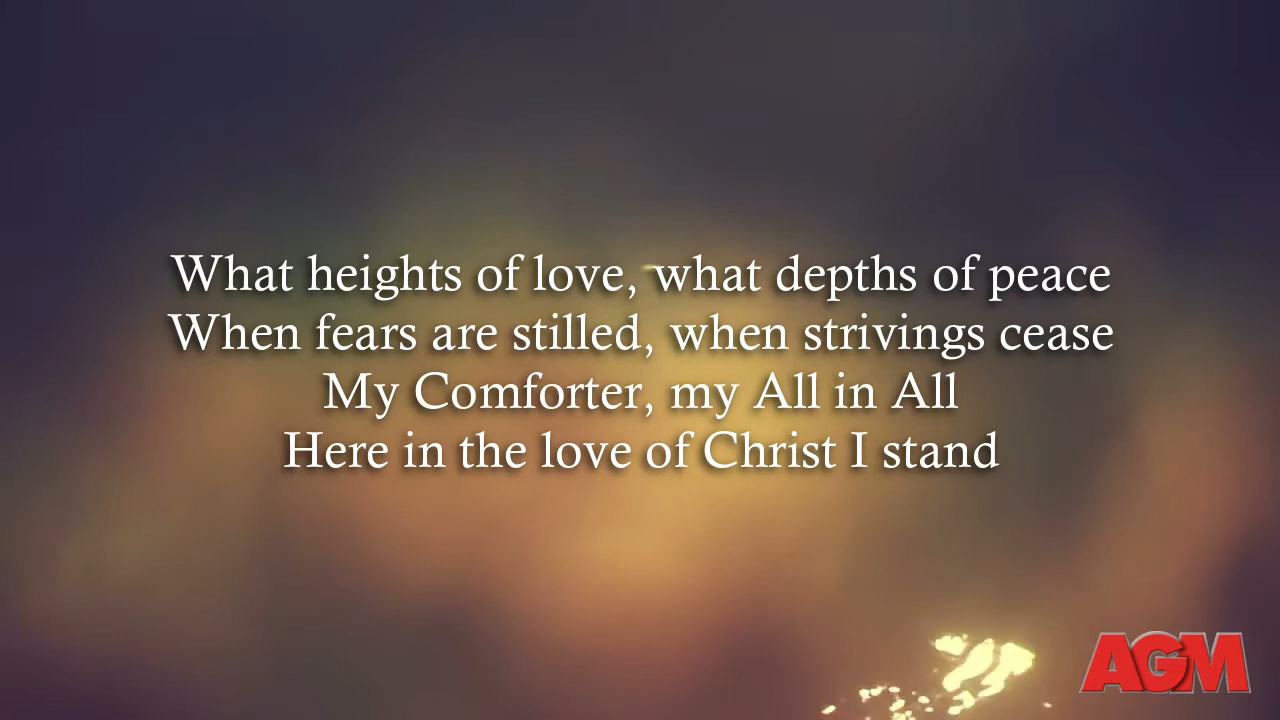 What heights of love, what depths of peace
When fears are stilled, when strivings cease
My Comforter, my All in All
Here in the love of Christ I stand
AGM